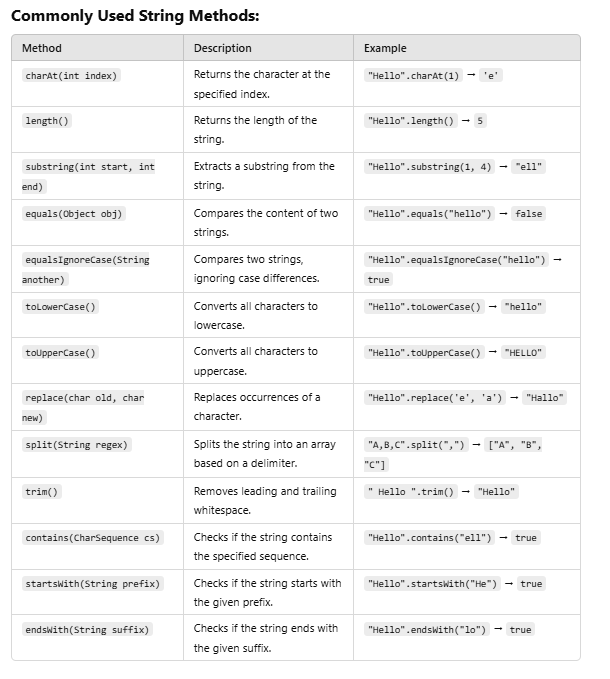 Commonly Used String Methods:
Method Description Example
charAt(int index) Returns the character at the "Hello".charAt(1) → 'e'
specified index.
length() Returns the length of the "Hello".length() → 5
string.
substring(int start, int Extracts a substring from the "Hello".substring(1, 4) → "ell"
end) string.
equals(Object obj) Compares the content of two "Hello".equals("hello") → false
strings.
equalsIgnoreCase(String Compares two strings, "Hello".equalsIgnoreCase("hello") →
another) ignoring case differences. true
toLowerCase() Converts all characters to "Hello".toLowerCase() → "hello"
lowercase.
toUpperCase() Converts all characters to "Hello".toUpperCase() → "HELLO"
uppercase.
replace(char old, char Replaces occurrences of a "Hello".replace('e', 'a') → "Hallo"
new) character.
split(String regex) Splits the string into an array "A,B,C".split(",") → ["A", "B",
based on a delimiter. "C"]
trim() Removes leading and trailing " Hello ".trim() → "Hello"
whitespace.
contains(CharSequence cs) Checks if the string contains "Hello".contains("ell") → true
the specified sequence.
startsWith(String prefix) Checks if the string starts with "Hello".startsWith("He") → true
the given prefix.
endsWith(String suffix) Checks if the string ends with "Hello".endsWith("lo") → true
the given suffix.